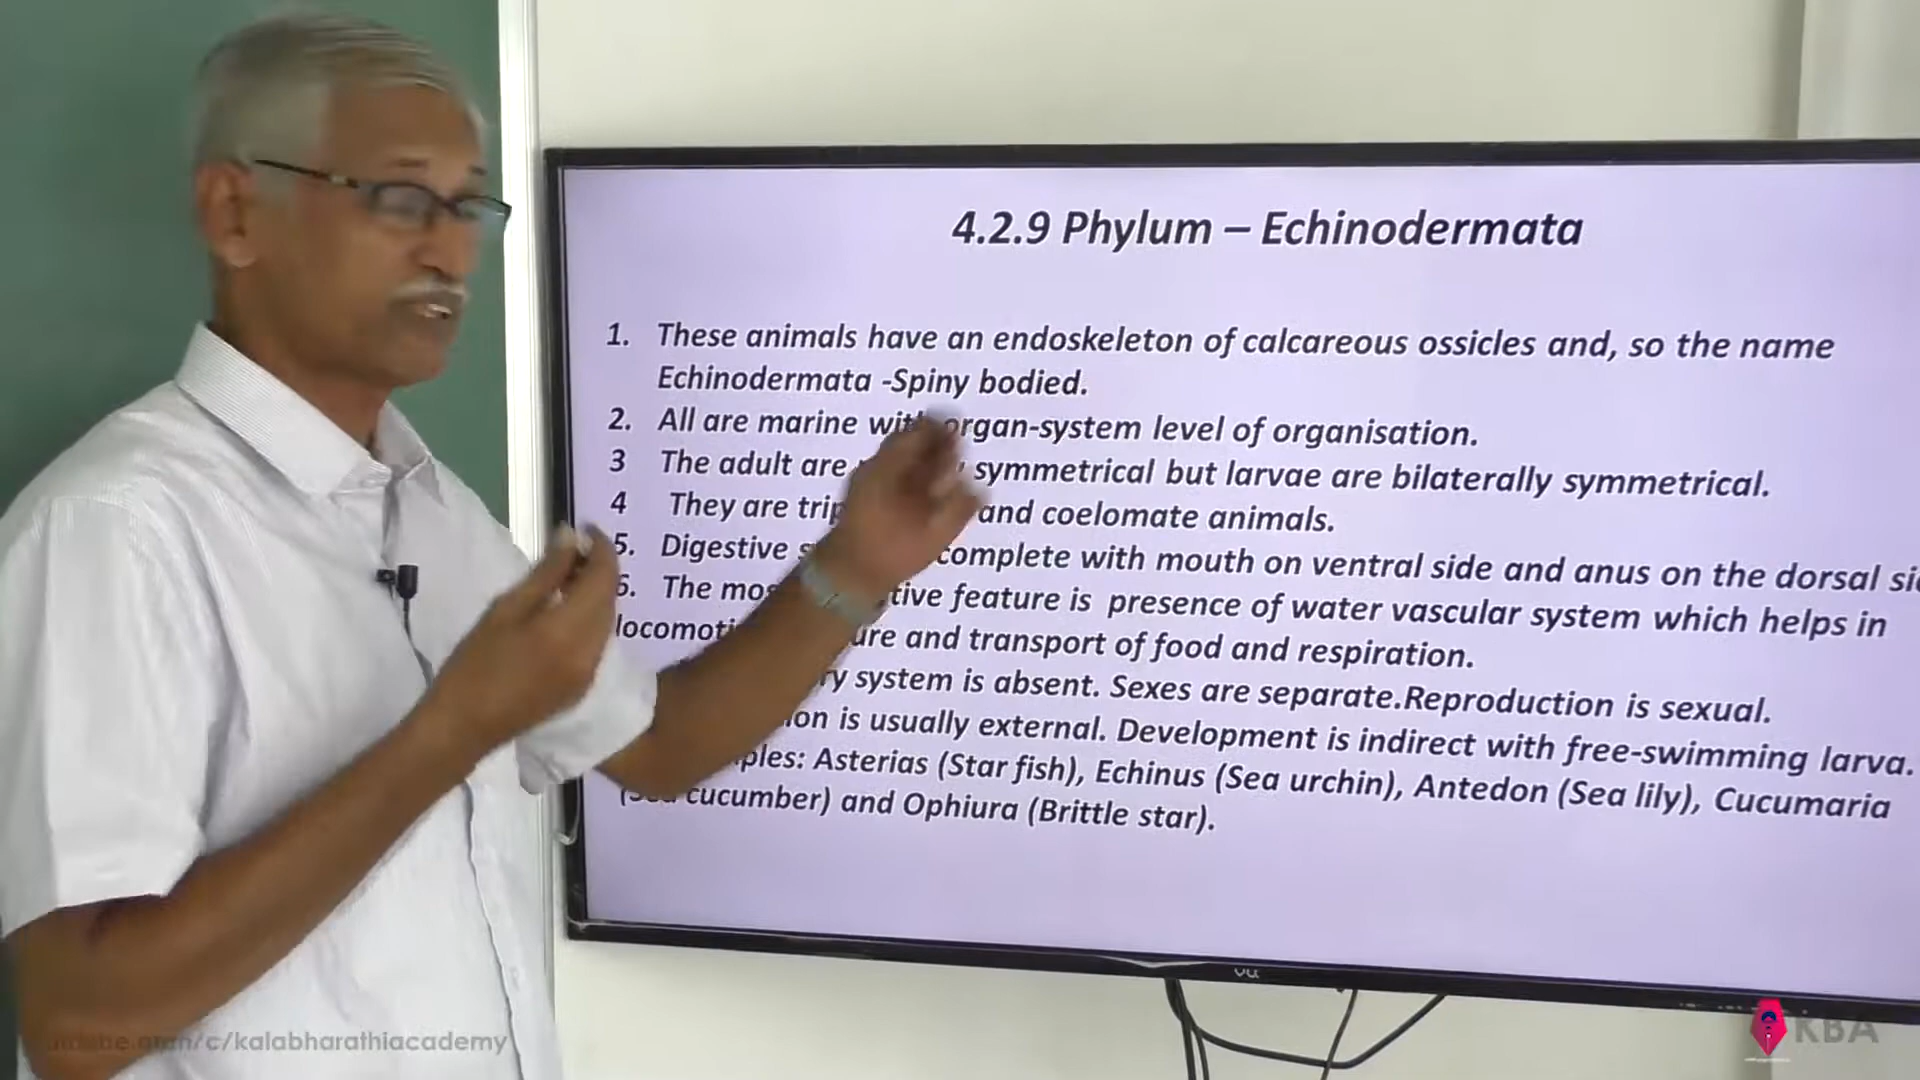 4.2.9 Phylum – Echinodermata
1. These animals have an endoskeleton of calcareous ossicles and, so the name
Echinodermata -Spiny bodied.
2. All are marine with organ-system level of organisation.
3 The adult are symmetrical but larvae are bilaterally symmetrical.
4 They are and coelomate animals.
5. Digestive complete with mouth on ventral side and anus on the dorsal
6. The feature is presence of water vascular system which helps in
and transport of food and respiration.
system is absent. Sexes are separate.Reproduction is sexual.
is usually external. Development is indirect with free-swimming larva.
Asterias (Star fish), Echinus (Sea urchin), Antedon (Sea lily), Cucumaria
cucumber) and Ophiura (Brittle star).
VU
/c/kalabharathiacademy
KBA